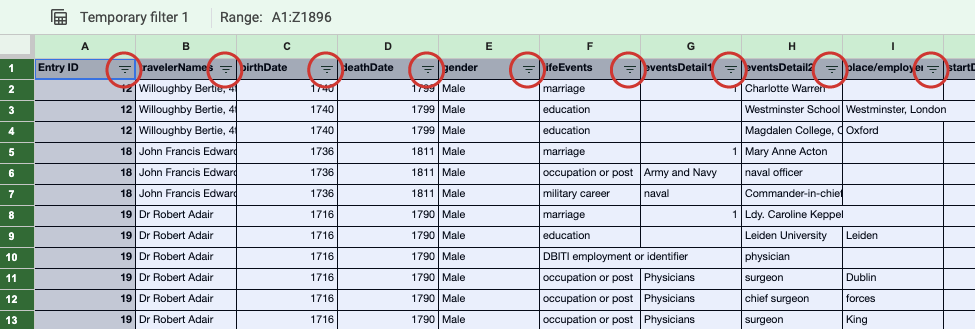 Temporary filter 1 Range: A1:Z1896
A B C D E F G H I
1 Entry ID travelerNames birthDate deathDate gender lifeEvents eventsDetail1 eventsDetail2 place/employer startD
2 12 Willoughby Bertie, 4t 1740 1799 Male marriage 1 Charlotte Warren
3 12 Willoughby Bertie, 4t 1740 1799 Male education Westminster School Westminster, London
4 12 Willoughby Bertie, 4t 1740 1799 Male education Magdalen College, O Oxford
5 18 John Francis Edward 1736 1811 Male marriage 1 Mary Anne Acton
6 18 John Francis Edward 1736 1811 Male occupation or post Army and Navy naval officer
7 18 John Francis Edward 1736 1811 Male military career naval Commander-in-chief
8 19 Dr Robert Adair 1716 1790 Male marriage 1 Ldy. Caroline Keppel
9 19 Dr Robert Adair 1716 1790 Male education Leiden University Leiden
10 19 Dr Robert Adair 1716 1790 Male DBITI employment or identifier physician
11 19 Dr Robert Adair 1716 1790 Male occupation or post Physicians surgeon Dublin
12 19 Dr Robert Adair 1716 1790 Male occupation or post Physicians chief surgeon forces
13 19 Dr Robert Adair 1716 1790 Male occupation or post Physicians surgeon King